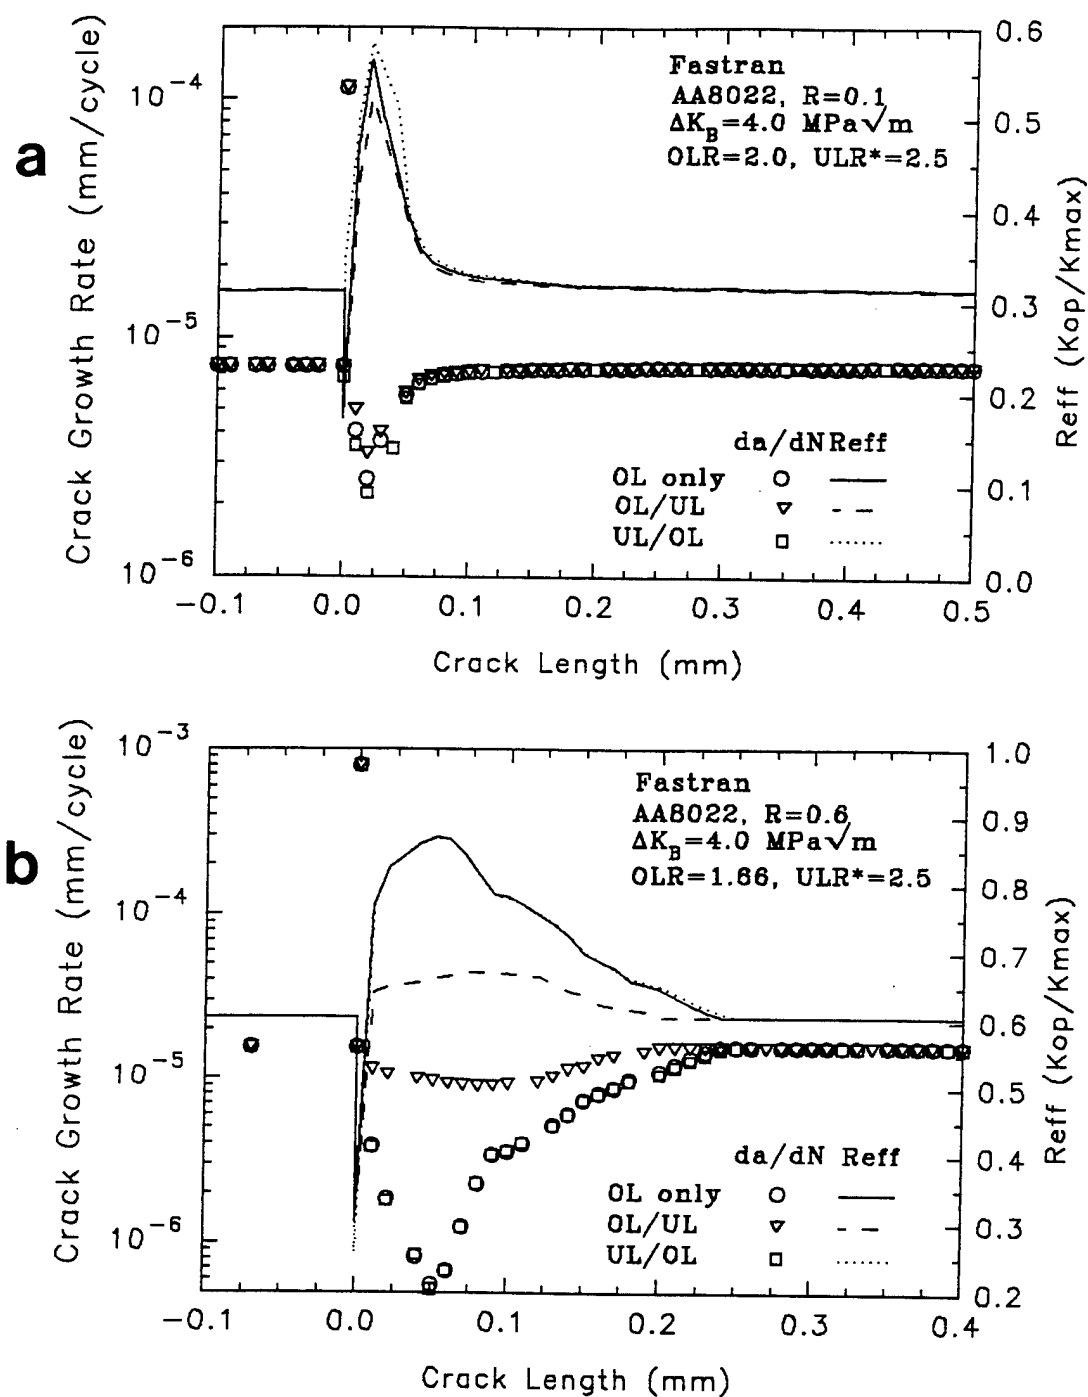 a
Crack Growth Rate (mm/cycle)
10⁻⁴
10⁻⁵
10⁻⁶
Fastran
AA8022, R=0.1
ΔK_B=4.0 MPa√m
OLR=2.0, ULR*=2.5
0.6
0.5
0.4
0.3
0.2
0.1
0.0
Reff (Kop/Kmax)
da/dN Reff
OL only
OL/UL
UL/OL
-0.1 0.0 0.1 0.2 0.3 0.4 0.5
Crack Length (mm)
b
Crack Growth Rate (mm/cycle)
10⁻³
10⁻⁴
10⁻⁵
10⁻⁶
Fastran
AA8022, R=0.6
ΔK_B=4.0 MPa√m
OLR=1.66, ULR*=2.5
1.0
0.9
0.8
0.7
0.6
0.5
0.4
0.3
0.2
Reff (Kop/Kmax)
da/dN Reff
OL only
OL/UL
UL/OL
-0.1 0.0 0.1 0.2 0.3 0.4
Crack Length (mm)